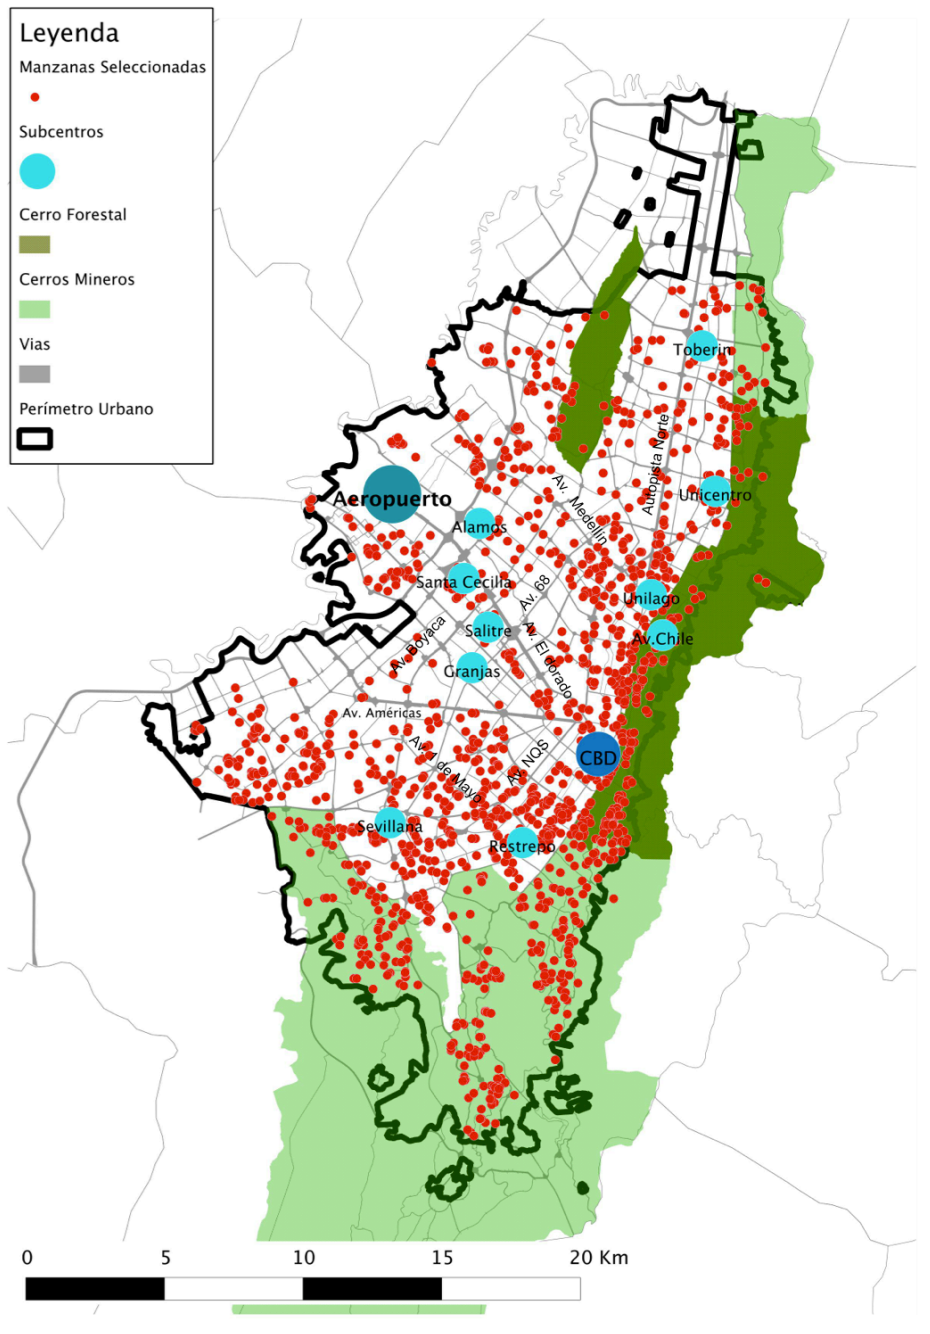 Leyenda
Manzanas Seleccionadas
Subcentros
Cerro Forestal
Cerros Mineros
Vias
Perímetro Urbano
Toberin
Autopista Norte
Unicentro
Aeropuerto
Av. Medellin
Alamos
Santa Cecilia
Av. 68
Unilago
Salitre
Av. Boyaca
Av. El dorado
Av.Chile
Granjas
Av. Américas
Av. 1 de Mayo
Av. NQS
CBD
Sevillana
Restrepo
0 5 10 15 20 Km